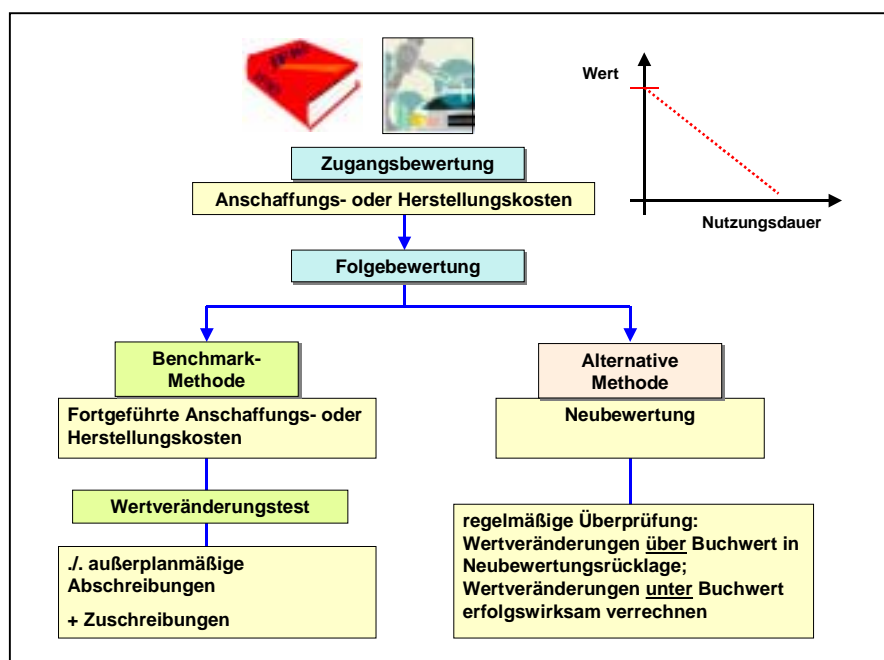 Wert
Zugangsbewertung
Anschaffungs- oder Herstellungskosten
Nutzungsdauer
Folgebewertung
Benchmark-
Methode
Fortgeführte Anschaffungs- oder
Herstellungskosten
Wertveränderungstest
./. außerplanmäßige
Abschreibungen
+ Zuschreibungen
Alternative
Methode
Neubewertung
regelmäßige Überprüfung:
Wertveränderungen über Buchwert in
Neubewertungsrücklage;
Wertveränderungen unter Buchwert
erfolgswirksam verrechnen